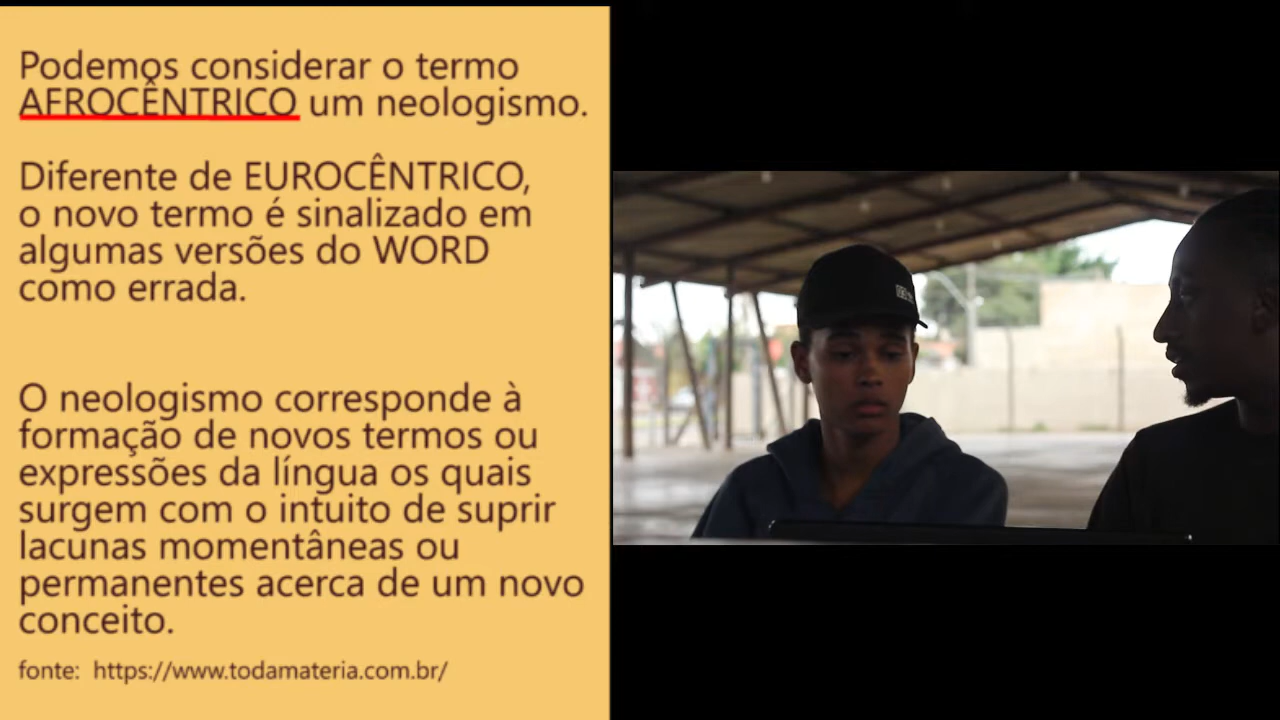 Podemos considerar o termo
AFROCÊNTRICO um neologismo.
Diferente de EUROCÊNTRICO,
o novo termo é sinalizado em
algumas versões do WORD
como errada.
O neologismo corresponde à
formação de novos termos ou
expressões da língua os quais
surgem com o intuito de suprir
lacunas momentâneas ou
permanentes acerca de um novo
conceito.
fonte: https://www.todamateria.com.br/